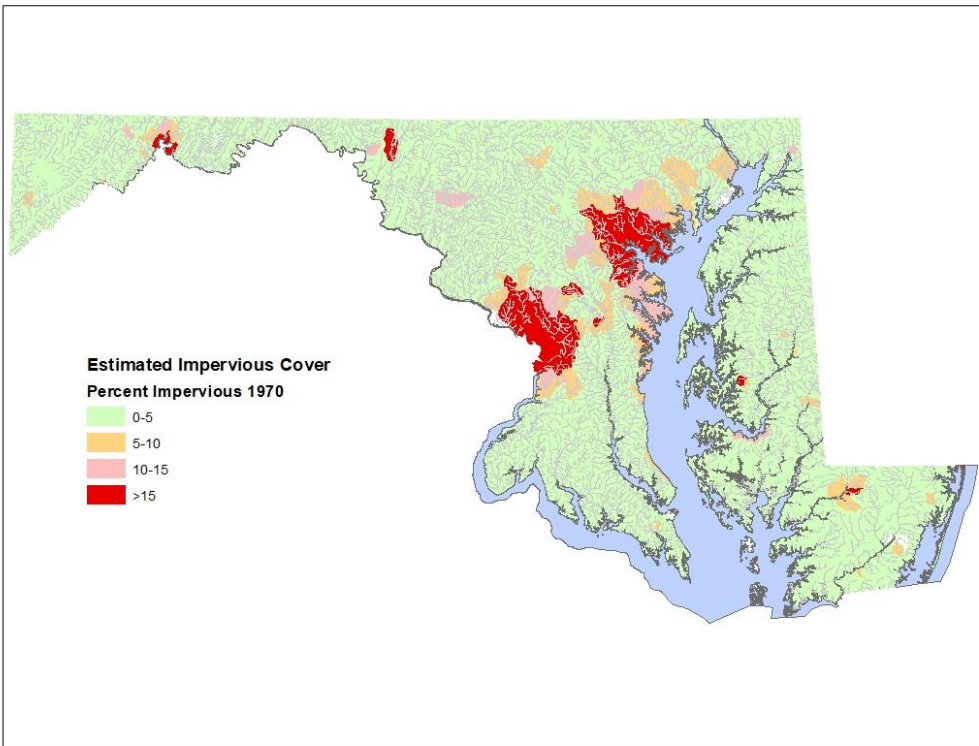 Estimated Impervious Cover
Percent Impervious 1970
0-5
5-10
10-15
>15